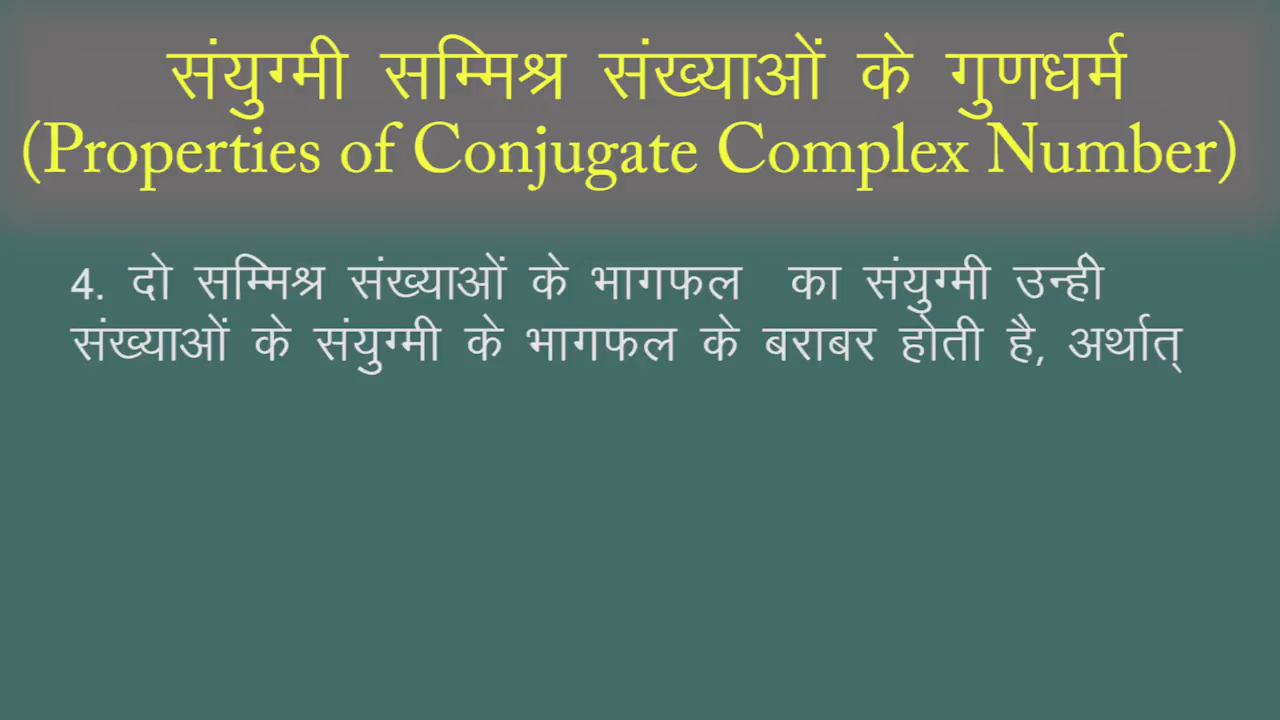 संयुग्मी सम्मिश्र संख्याओं के गुणधर्म
(Properties of Conjugate Complex Number)
4. दो सम्मिश्र संख्याओं के भागफल का संयुग्मी उन्ही
संख्याओं के संयुग्मी के भागफल के बराबर होती है, अर्थात्